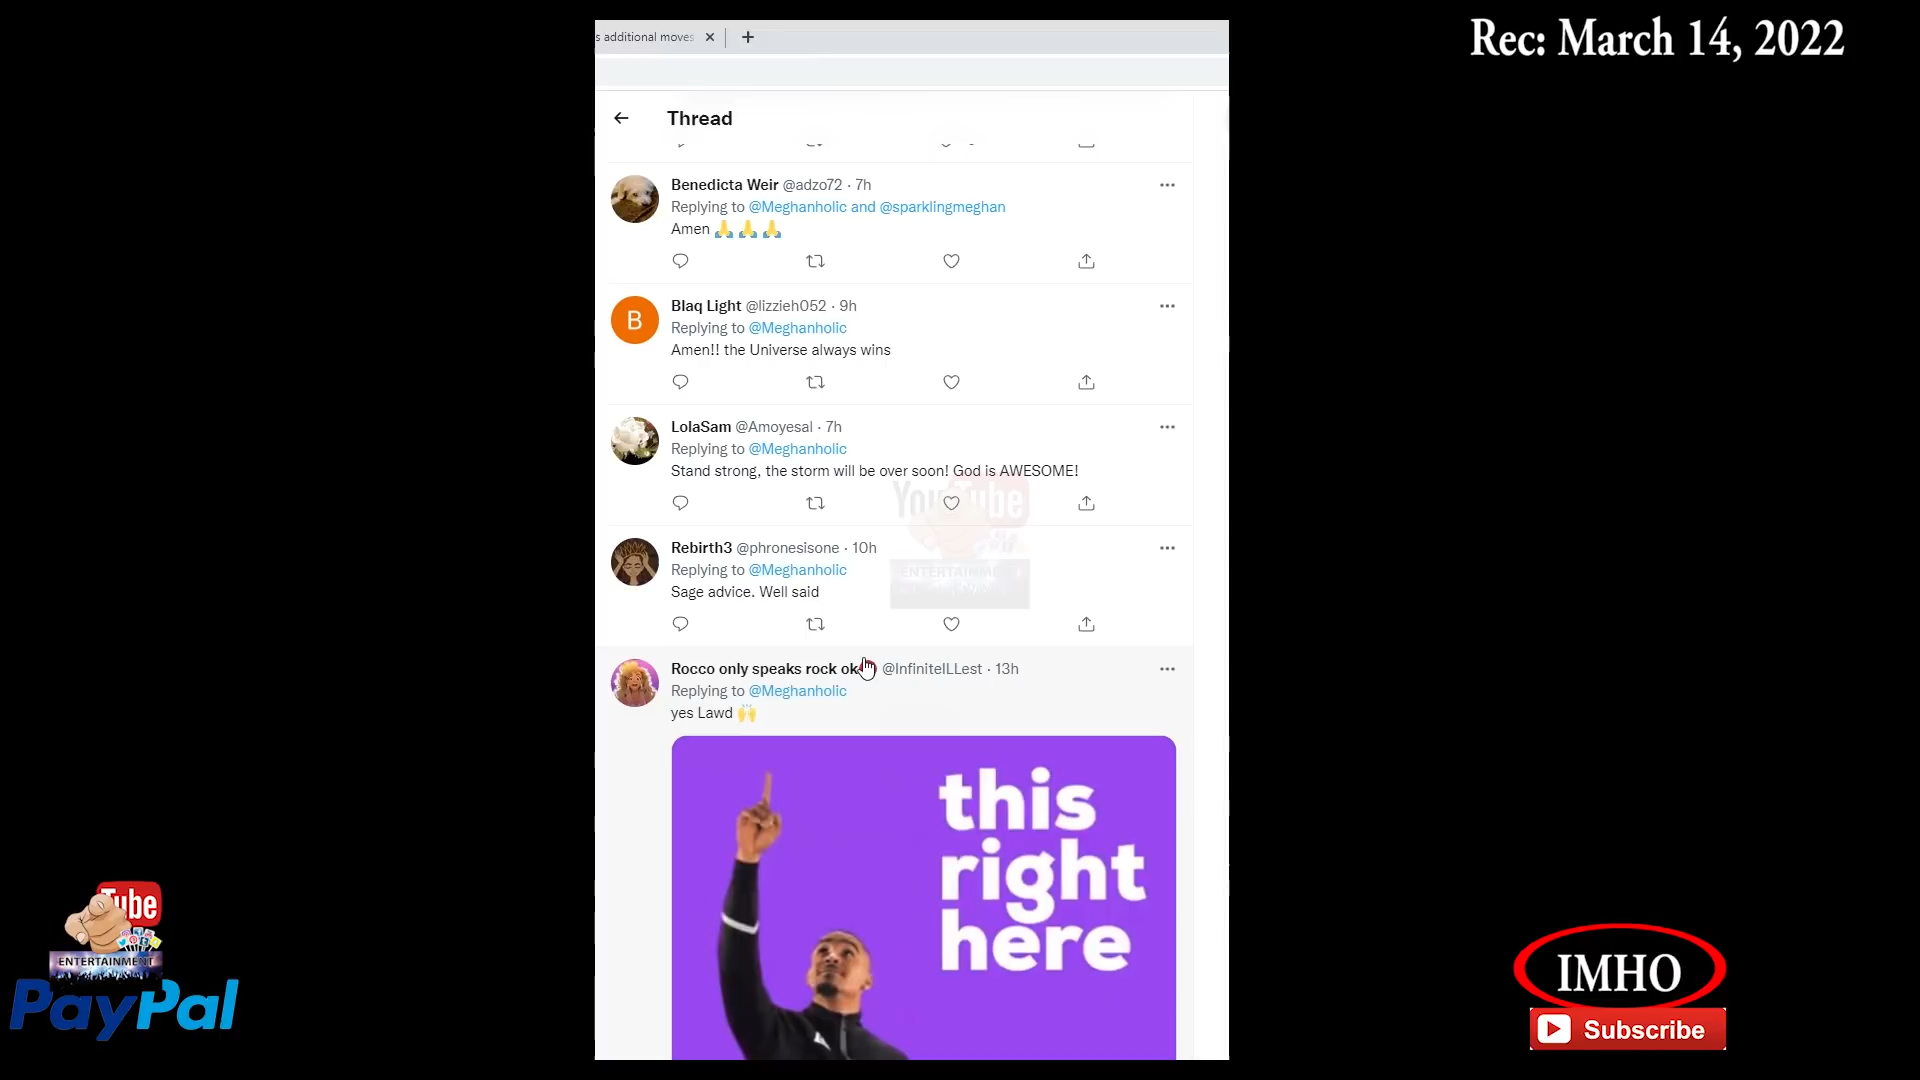 Rec: March 14, 2022
s additional moves
Thread
Benedicta Weir @adzo72 · 7h
Replying to @Meghanholic and @sparklingmeghan
Amen 🙏🙏🙏
B
Blaq Light @lizzieh052 · 9h
Replying to @Meghanholic
Amen!! the Universe always wins
LolaSam @Amoyesal · 7h
Replying to @Meghanholic
Stand strong, the storm will be over soon! God is AWESOME!
YouTube
ENTERTAINME
Rebirth3 @phronesisone · 10h
Replying to @Meghanholic
Sage advice. Well said
Rocco only speaks rock ok @InfiniteILLest · 13h
Replying to @Meghanholic
yes Lawd 🙌
this
right
here
Tube
ENTERTAINMENT
PayPal
IMHO
Subscribe